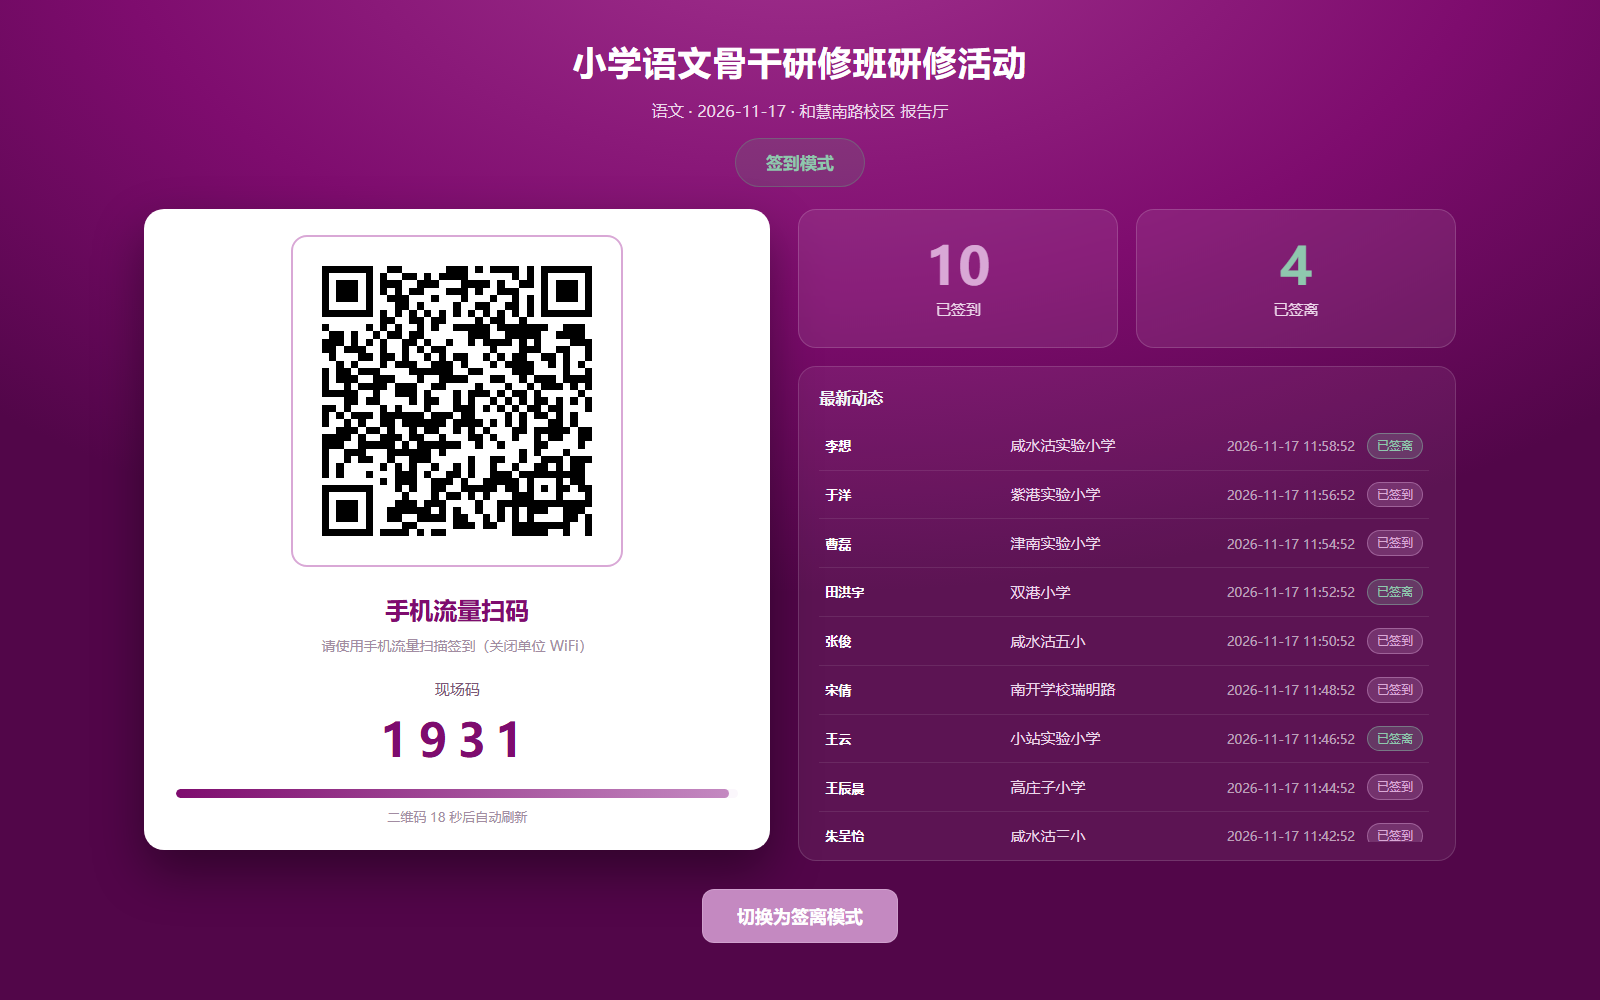 小学语文骨干研修班研修活动
语文 · 2026-11-17 · 和慧南路校区 报告厅
签到模式
手机流量扫码
请使用手机流量扫描签到（关闭单位 WiFi）
现场码
1931
二维码 18 秒后自动刷新
10
已签到
4
已签离
最新动态
李想 咸水沽实验小学 2026-11-17 11:58:52 已签离
于洋 紫港实验小学 2026-11-17 11:56:52 已签到
曹磊 津南实验小学 2026-11-17 11:54:52 已签到
田洪宇 双港小学 2026-11-17 11:52:52 已签离
张俊 咸水沽五小 2026-11-17 11:50:52 已签到
宋倩 南开学校瑞明路 2026-11-17 11:48:52 已签到
王云 小站实验小学 2026-11-17 11:46:52 已签离
王辰晨 高庄子小学 2026-11-17 11:44:52 已签到
朱呈怡 咸水沽三小 2026-11-17 11:42:52 已签到
切换为签离模式